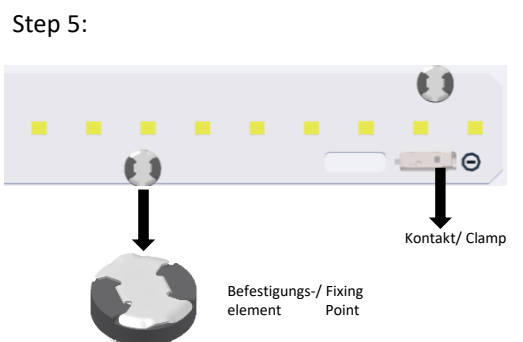 Step 5:
Kontakt/ Clamp
Befestigungs-/ Fixing
element Point